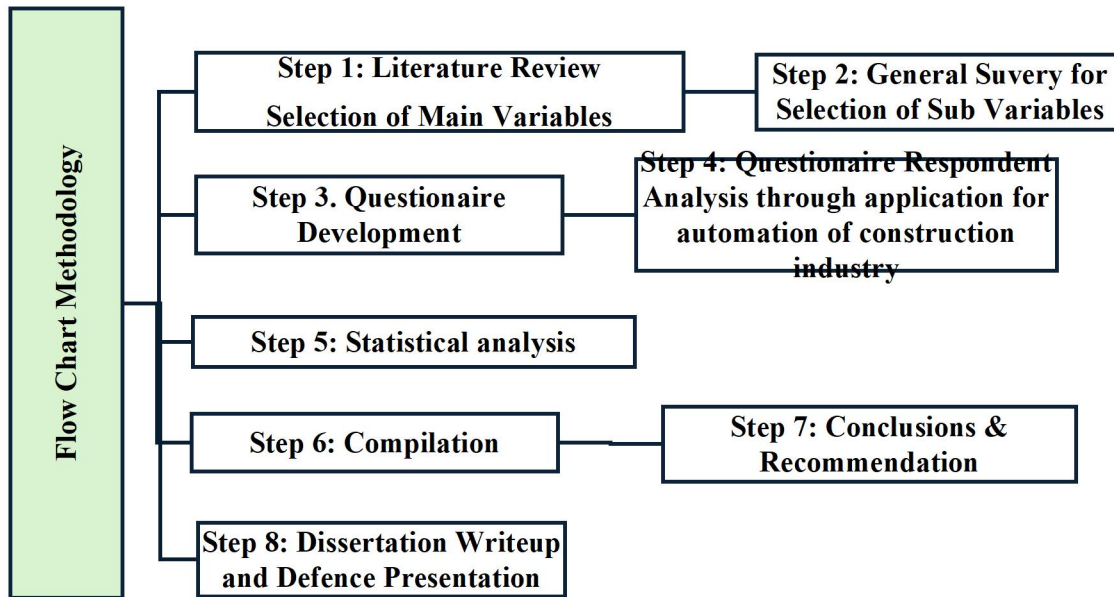 Flow Chart Methodology
Step 1: Literature Review
Selection of Main Variables
Step 2: General Suvery for
Selection of Sub Variables
Step 3. Questionaire
Development
Step 4: Questionaire Respondent
Analysis through application for
automation of construction
industry
Step 5: Statistical analysis
Step 6: Compilation
Step 7: Conclusions &
Recommendation
Step 8: Dissertation Writeup
and Defence Presentation